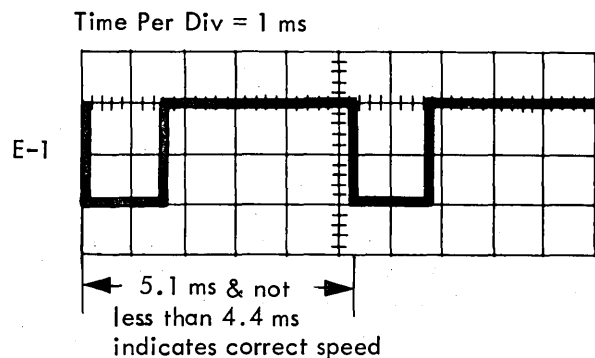 Time Per Div = 1 ms
E-1
5.1 ms & not
less than 4.4 ms
indicates correct speed